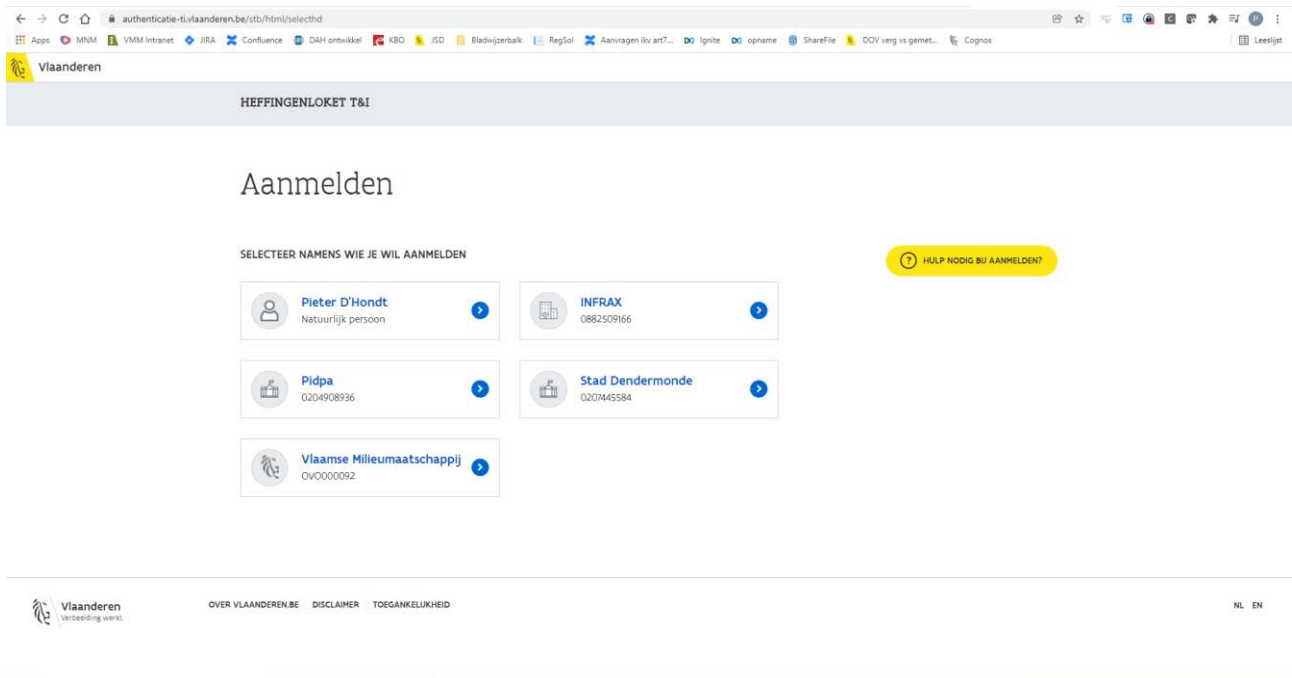 authenticatie-ti.vlaanderen.be/stb/html/selecthd
Apps MNM VMM Intranet JIRA Confluence DAH ontwikkel KBO JSD Bladwijzerbalk RegSol Aanvragen ikv art7... Ignite opname ShareFile DOV verg vs gemet... Cognos Leeslijst
Vlaanderen
HEFFINGENLOKET T&I
Aanmelden
SELECTEER NAMENS WIE JE WIL AANMELDEN
HULP NODIG BIJ AANMELDEN?
Pieter D'Hondt
Natuurlijk persoon
INFRAX
0882509166
Pidpa
0204908936
Stad Dendermonde
0207445584
Vlaamse Milieumaatschappij
OVO000092
Vlaanderen
Verbeelding werkt
OVER VLAANDEREN.BE DISCLAIMER TOEGANKELIJKHEID
NL EN